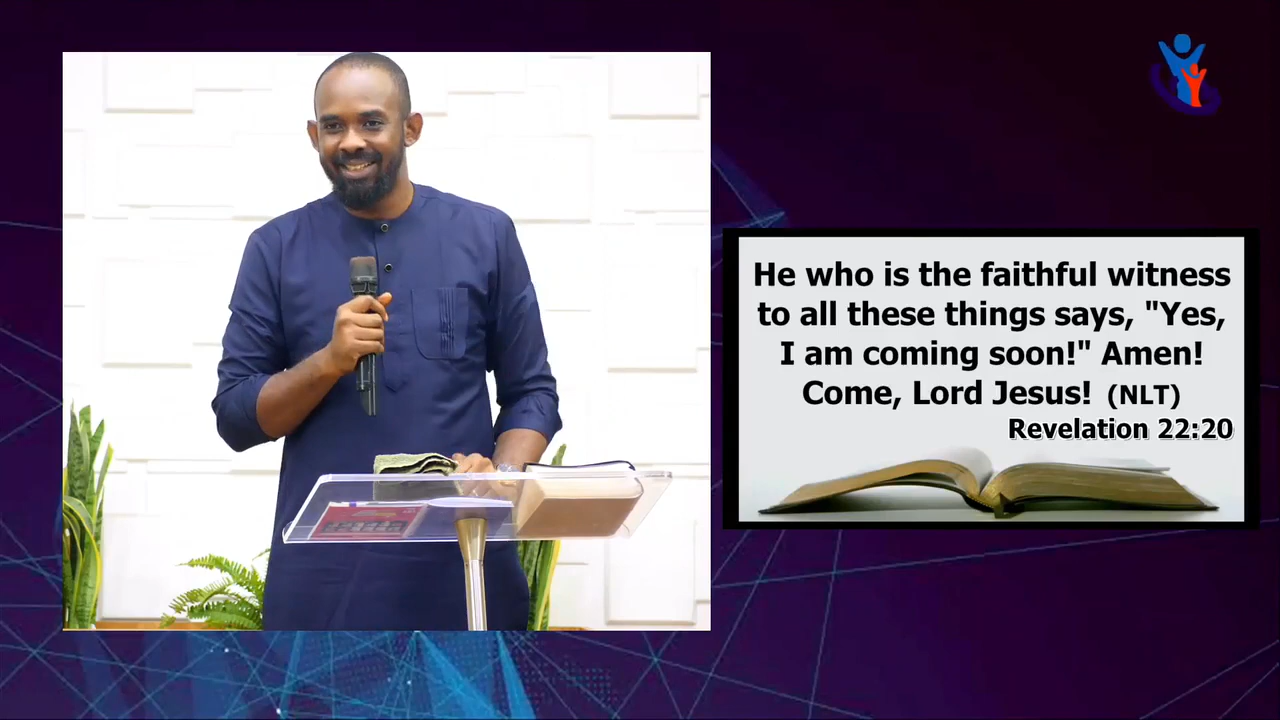 He who is the faithful witness
to all these things says, "Yes,
I am coming soon!" Amen!
Come, Lord Jesus! (NLT)
Revelation 22:20